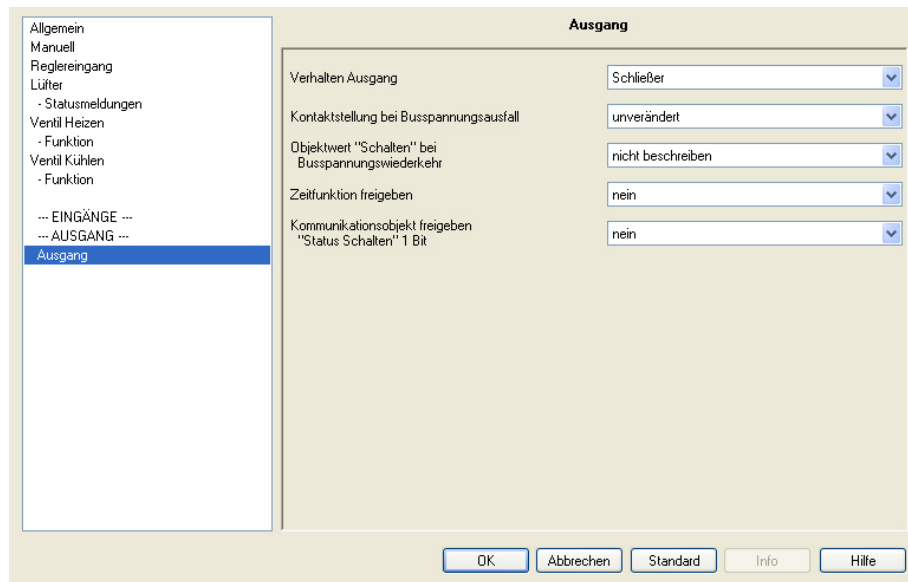 Allgemein
Manuell
Reglereingang
Lüfter
- Statusmeldungen
Ventil Heizen
- Funktion
Ventil Kühlen
- Funktion
--- EINGÄNGE ---
--- AUSGANG ---
Ausgang
Ausgang
Verhalten Ausgang
Schließer
Kontaktstellung bei Busspannungsausfall
unverändert
Objektwert "Schalten" bei
Busspannungswiederkehr
nicht beschreiben
Zeitfunktion freigeben
nein
Kommunikationsobjekt freigeben
"Status Schalten" 1 Bit
nein
OK
Abbrechen
Standard
Info
Hilfe